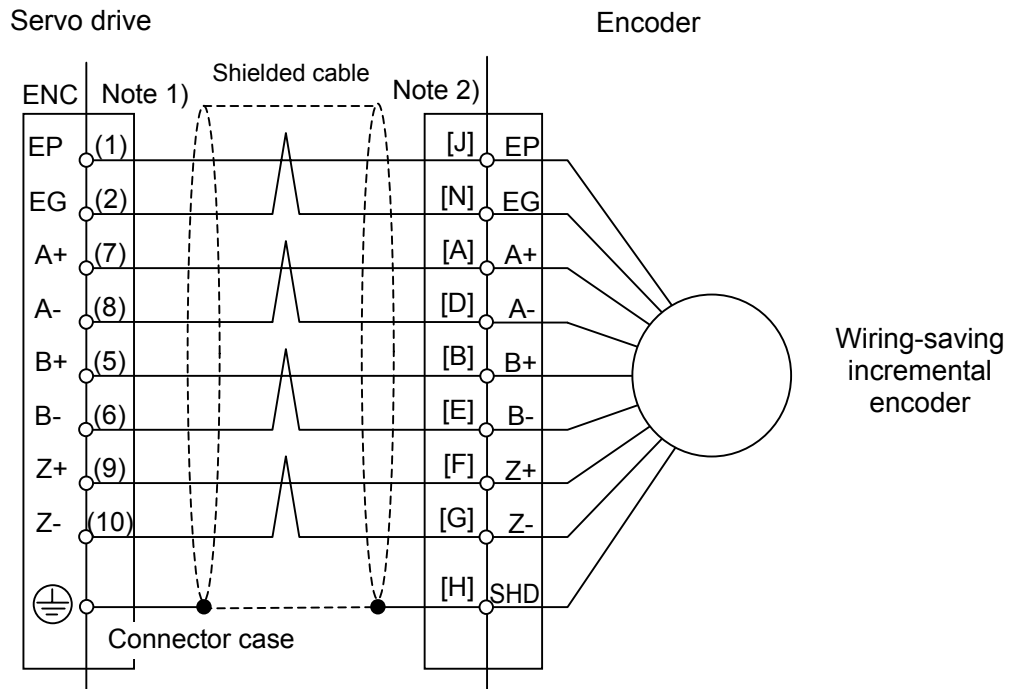 Servo drive
Encoder
Shielded cable
ENC Note 1) Note 2)
EP (1) [J] EP
EG (2) [N] EG
A+ (7) [A] A+
A- (8) [D] A-
B+ (5) [B] B+
B- (6) [E] B-
Z+ (9) [F] Z+
Z- (10) [G] Z-
[H] SHD
Connector case
Wiring-saving
incremental
encoder